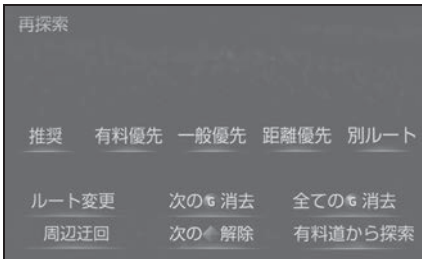 再探索
推奨 有料優先 一般優先 距離優先 別ルート
ルート変更 次のG消去 全てのG消去
周辺迂回 次の◆解除 有料道から探索